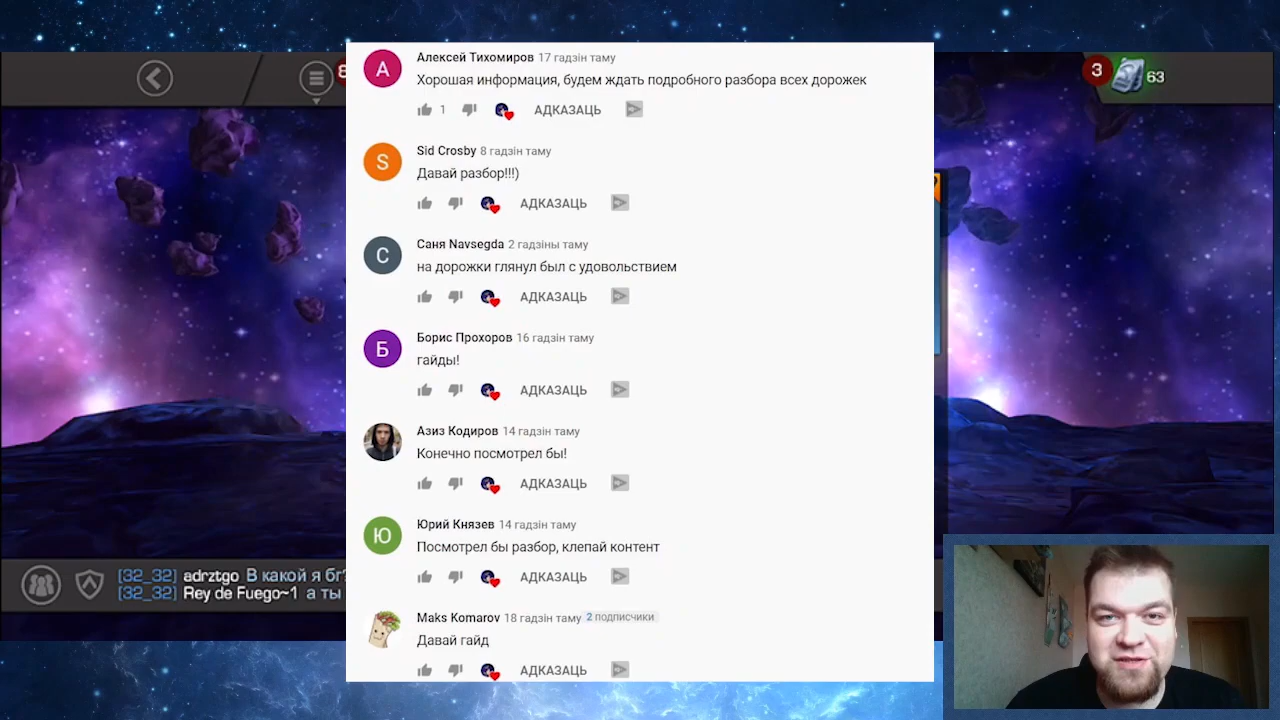 А
Алексей Тихомиров 17 гадзін таму
Хорошая информация, будем ждать подробного разбора всех дорожек
1 АДКАЗАЦЬ
S
Sid Crosby 8 гадзін таму
Давай разбор!!!)
АДКАЗАЦЬ
С
Саня Navsegda 2 гадзіны таму
на дорожки глянул был с удовольствием
АДКАЗАЦЬ
Б
Борис Прохоров 16 гадзін таму
гайды!
АДКАЗАЦЬ
Азиз Кодиров 14 гадзін таму
Конечно посмотрел бы!
АДКАЗАЦЬ
Ю
Юрий Князев 14 гадзін таму
Посмотрел бы разбор, клепай контент
АДКАЗАЦЬ
Maks Komarov 18 гадзін таму 2 подписчики
Давай гайд
АДКАЗАЦЬ
8
3 63
[32_32] adrztgo В какой я бг?
[32_32] Rey de Fuego~1 а ты